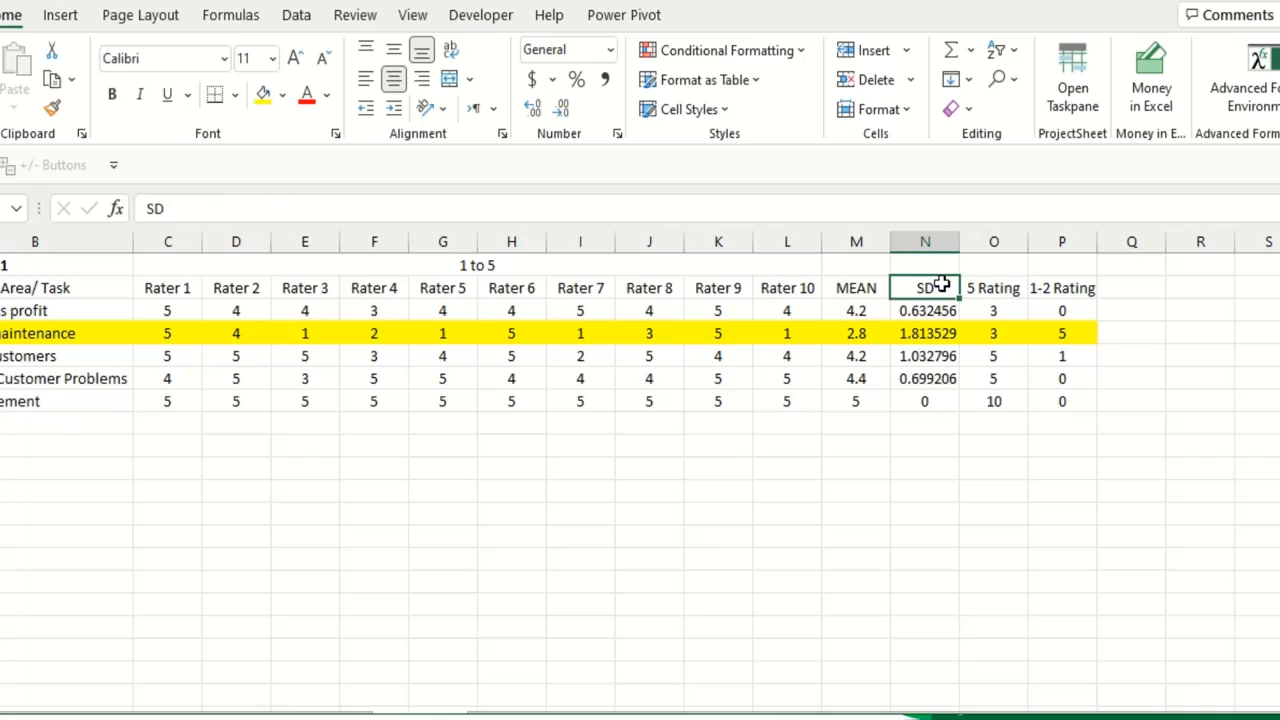 ome Insert Page Layout Formulas Data Review View Developer Help Power Pivot Comments
Paste Calibri 11 General Conditional Formatting Format as Table Cell Styles Insert Delete Format Open Taskpane Money in Excel Advanced Fo Environ
Clipboard Font Alignment Number Styles Cells Editing ProjectSheet Money in E... Advanced Form
+/- Buttons
fx SD
B C D E F G H I J K L M N O P Q R S
1 1 to 5
Area/ Task Rater 1 Rater 2 Rater 3 Rater 4 Rater 5 Rater 6 Rater 7 Rater 8 Rater 9 Rater 10 MEAN SD 5 Rating 1-2 Rating
s profit 5 4 4 3 4 4 5 4 5 4 4.2 0.632456 3 0
aintenance 5 4 1 2 1 5 1 3 5 1 2.8 1.813529 3 5
ustomers 5 5 5 3 4 5 2 5 4 4 4.2 1.032796 5 1
Customer Problems 4 5 3 5 5 4 4 4 5 5 4.4 0.699206 5 0
ement 5 5 5 5 5 5 5 5 5 5 5 0 10 0